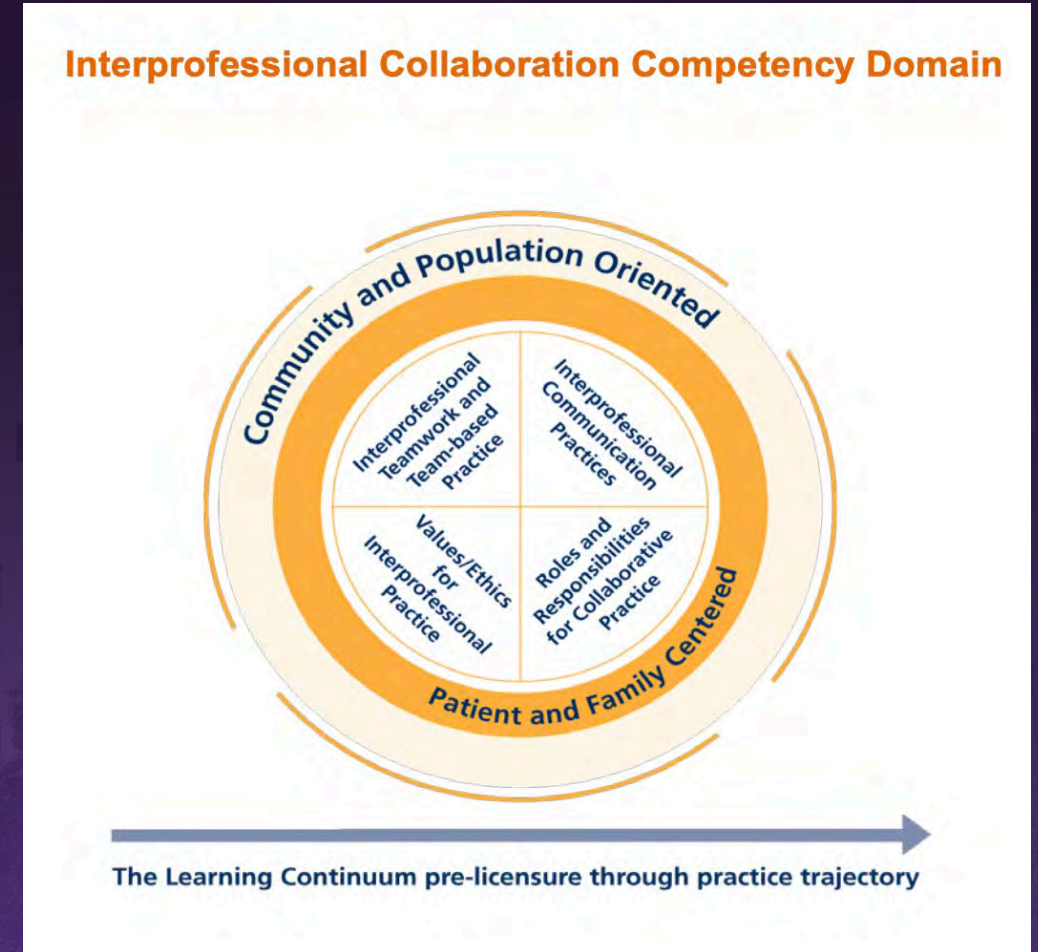 Interprofessional Collaboration Competency Domain
Community and Population Oriented
Interprofessional
Teamwork and
Team-based
Practice
Interprofessional
Communication
Practices
Values/Ethics
for
Interprofessional
Practice
Roles and
Responsibilities
for Collaborative
Practice
Patient and Family Centered
The Learning Continuum pre-licensure through practice trajectory